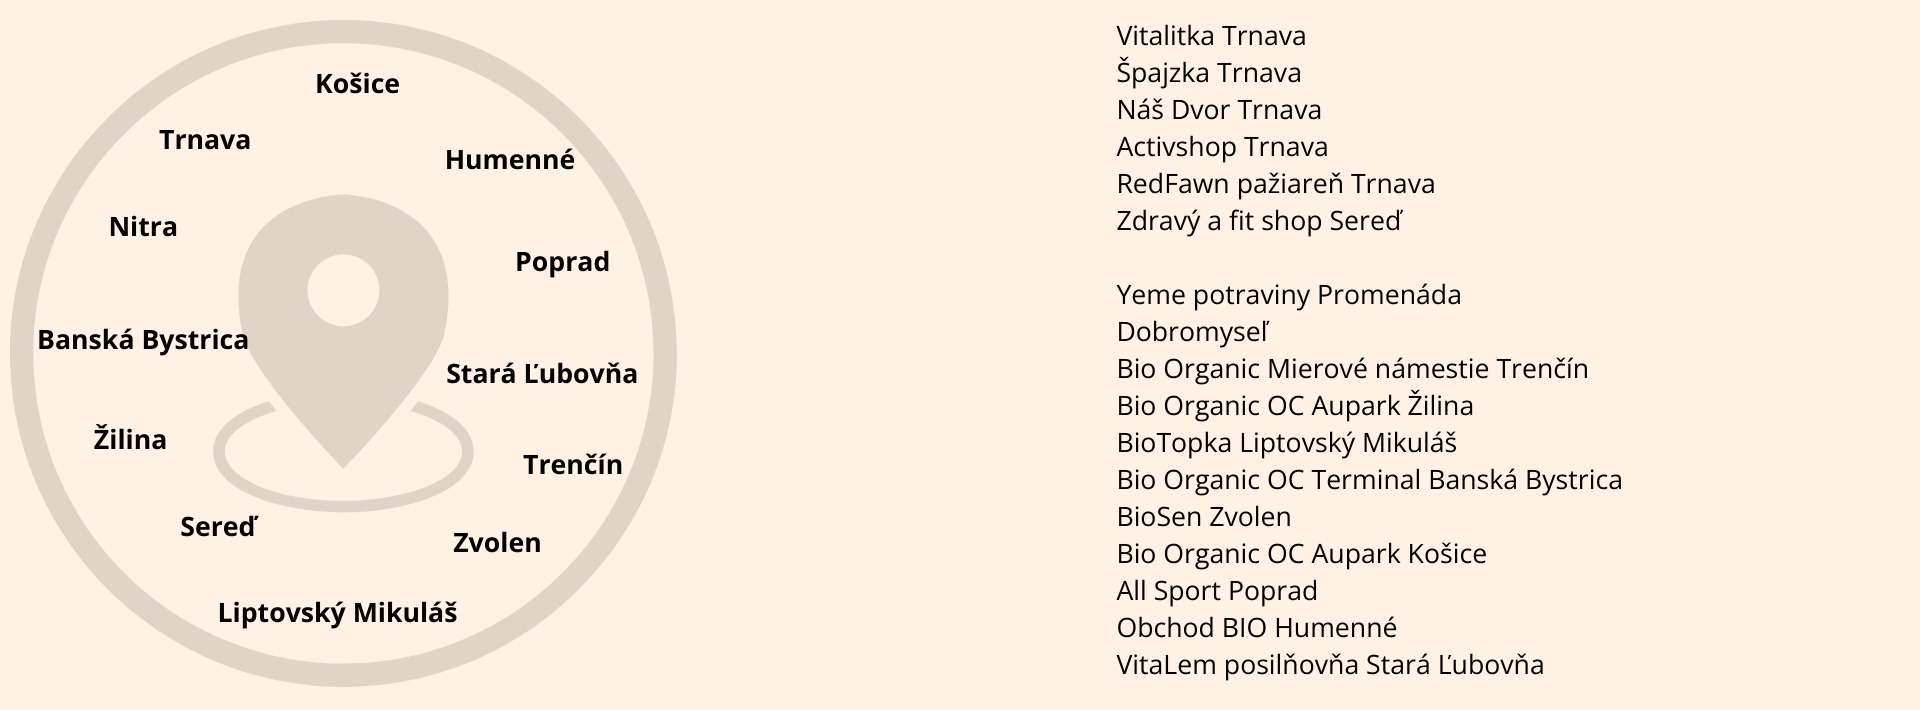 Košice
Trnava
Humenné
Nitra
Poprad
Banská Bystrica
Stará Ľubovňa
Žilina
Trenčín
Sereď
Zvolen
Liptovský Mikuláš
Vitalitka Trnava
Špajzka Trnava
Náš Dvor Trnava
Activshop Trnava
RedFawn pažiareň Trnava
Zdravý a fit shop Sereď
Yeme potraviny Promenáda
Dobromyseľ
Bio Organic Mierové námestie Trenčín
Bio Organic OC Aupark Žilina
BioTopka Liptovský Mikuláš
Bio Organic OC Terminal Banská Bystrica
BioSen Zvolen
Bio Organic OC Aupark Košice
All Sport Poprad
Obchod BIO Humenné
VitaLem posilňovňa Stará Ľubovňa